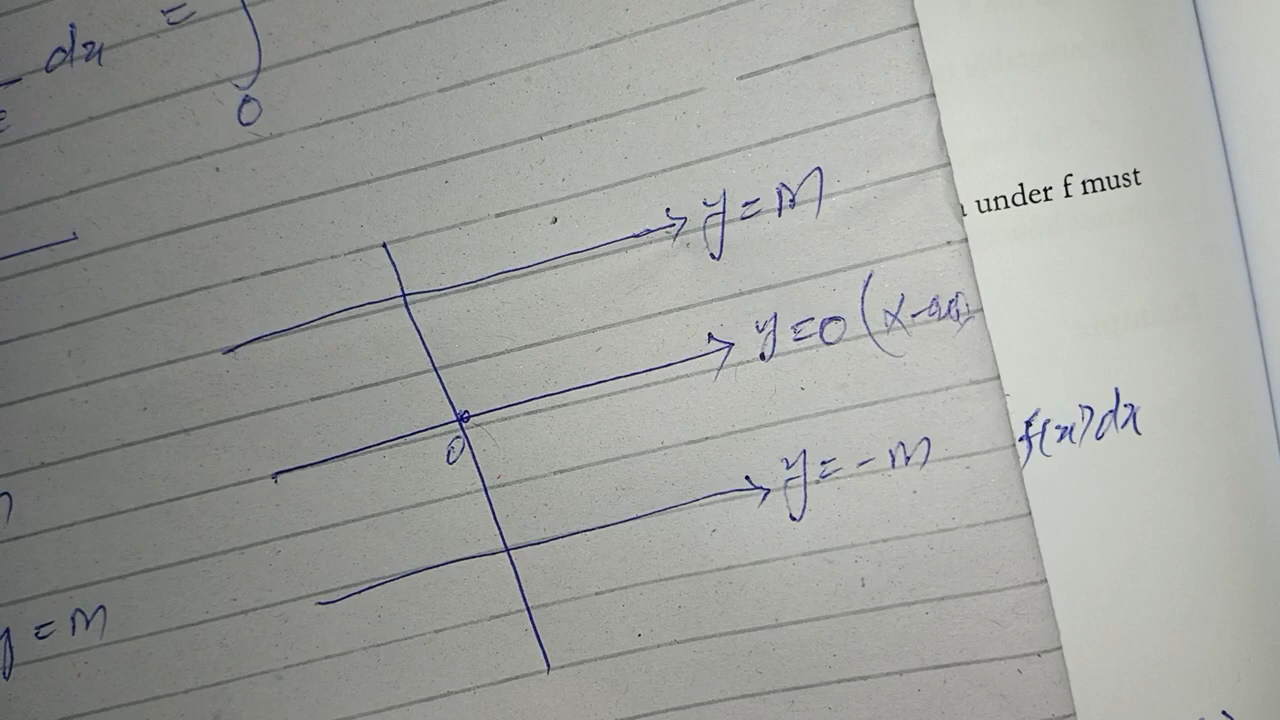 dx =
0
y = m
under f must
y = 0 (x-
0
f(x) dx
y = - m
y = m